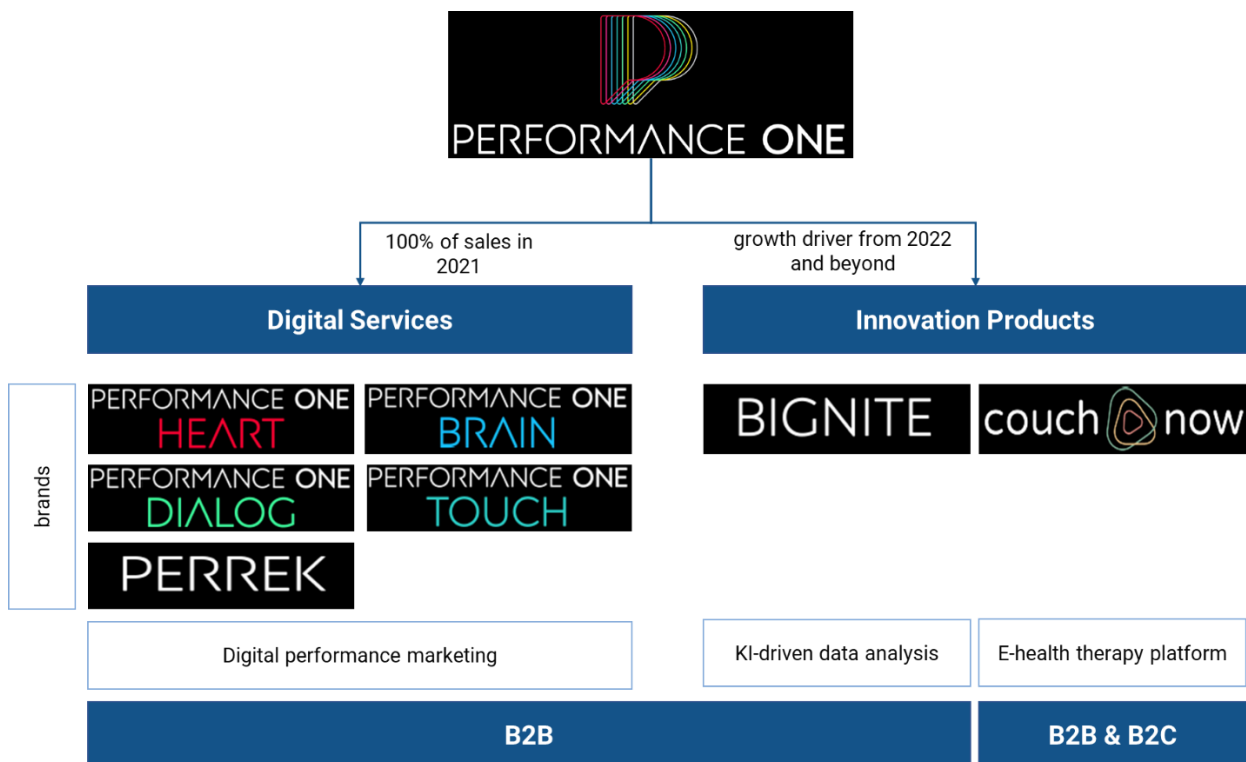 PERFORMANCE ONE
100% of sales in
2021
growth driver from 2022
and beyond
Digital Services
Innovation Products
brands
PERFORMANCE ONE
HEART
PERFORMANCE ONE
BRAIN
BIGNITE
couch now
PERFORMANCE ONE
DIALOG
PERFORMANCE ONE
TOUCH
PERREK
Digital performance marketing
KI-driven data analysis
E-health therapy platform
B2B
B2B & B2C